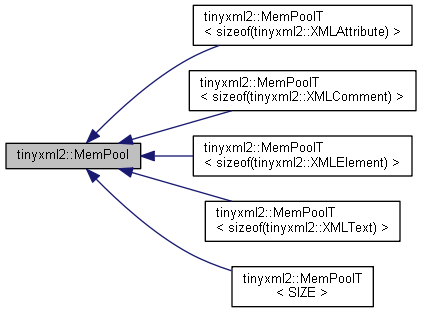 tinyxml2::MemPoolT
< sizeof(tinyxml2::XMLAttribute) >
tinyxml2::MemPoolT
< sizeof(tinyxml2::XMLComment) >
tinyxml2::MemPool
tinyxml2::MemPoolT
< sizeof(tinyxml2::XMLElement) >
tinyxml2::MemPoolT
< sizeof(tinyxml2::XMLText) >
tinyxml2::MemPoolT
< SIZE >